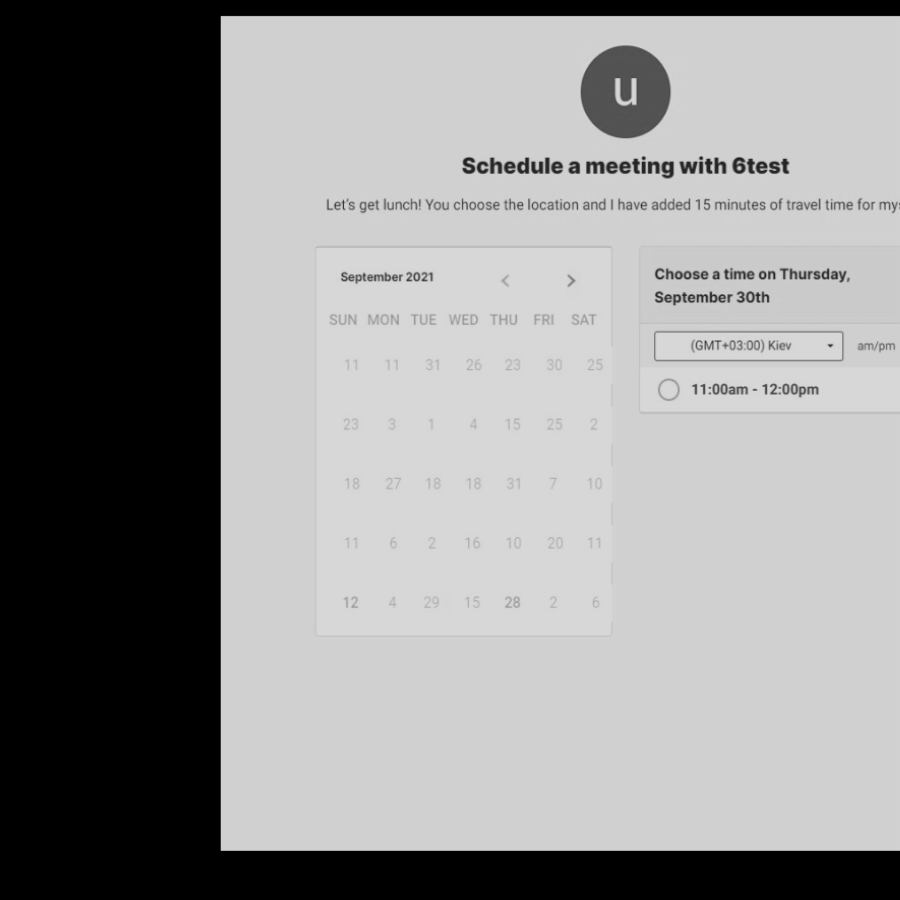 u
Schedule a meeting with 6test
Let's get lunch! You choose the location and I have added 15 minutes of travel time for mys
September 2021
SUN MON TUE WED THU FRI SAT
11 11 31 26 23 30 25
23 3 1 4 15 25 2
18 27 18 18 31 7 10
11 6 2 16 10 20 11
12 4 29 15 28 2 6
Choose a time on Thursday,
September 30th
(GMT+03:00) Kiev am/pm
11:00am - 12:00pm